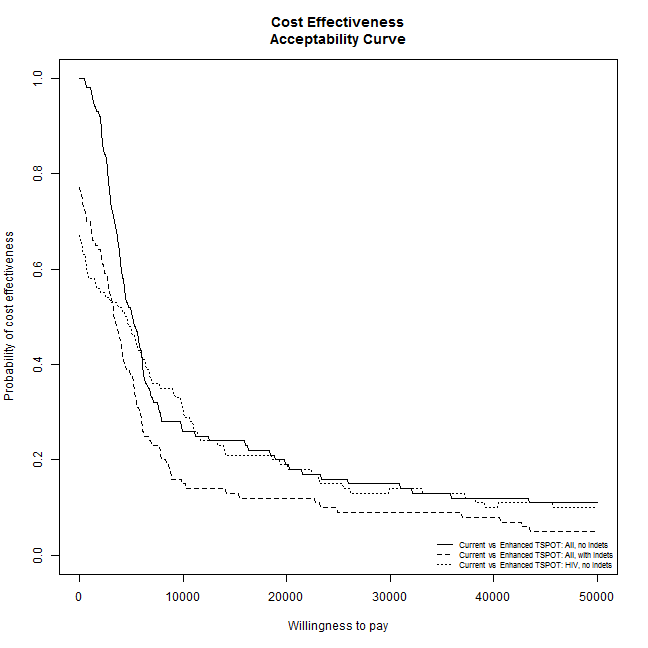 Cost Effectiveness
Acceptability Curve
Probability of cost effectiveness
1.0
0.8
0.6
0.4
0.2
0.0
Current vs Enhanced TSPOT: All, no indets
Current vs Enhanced TSPOT: All, with indets
Current vs Enhanced TSPOT: HIV, no indets
0 10000 20000 30000 40000 50000
Willingness to pay